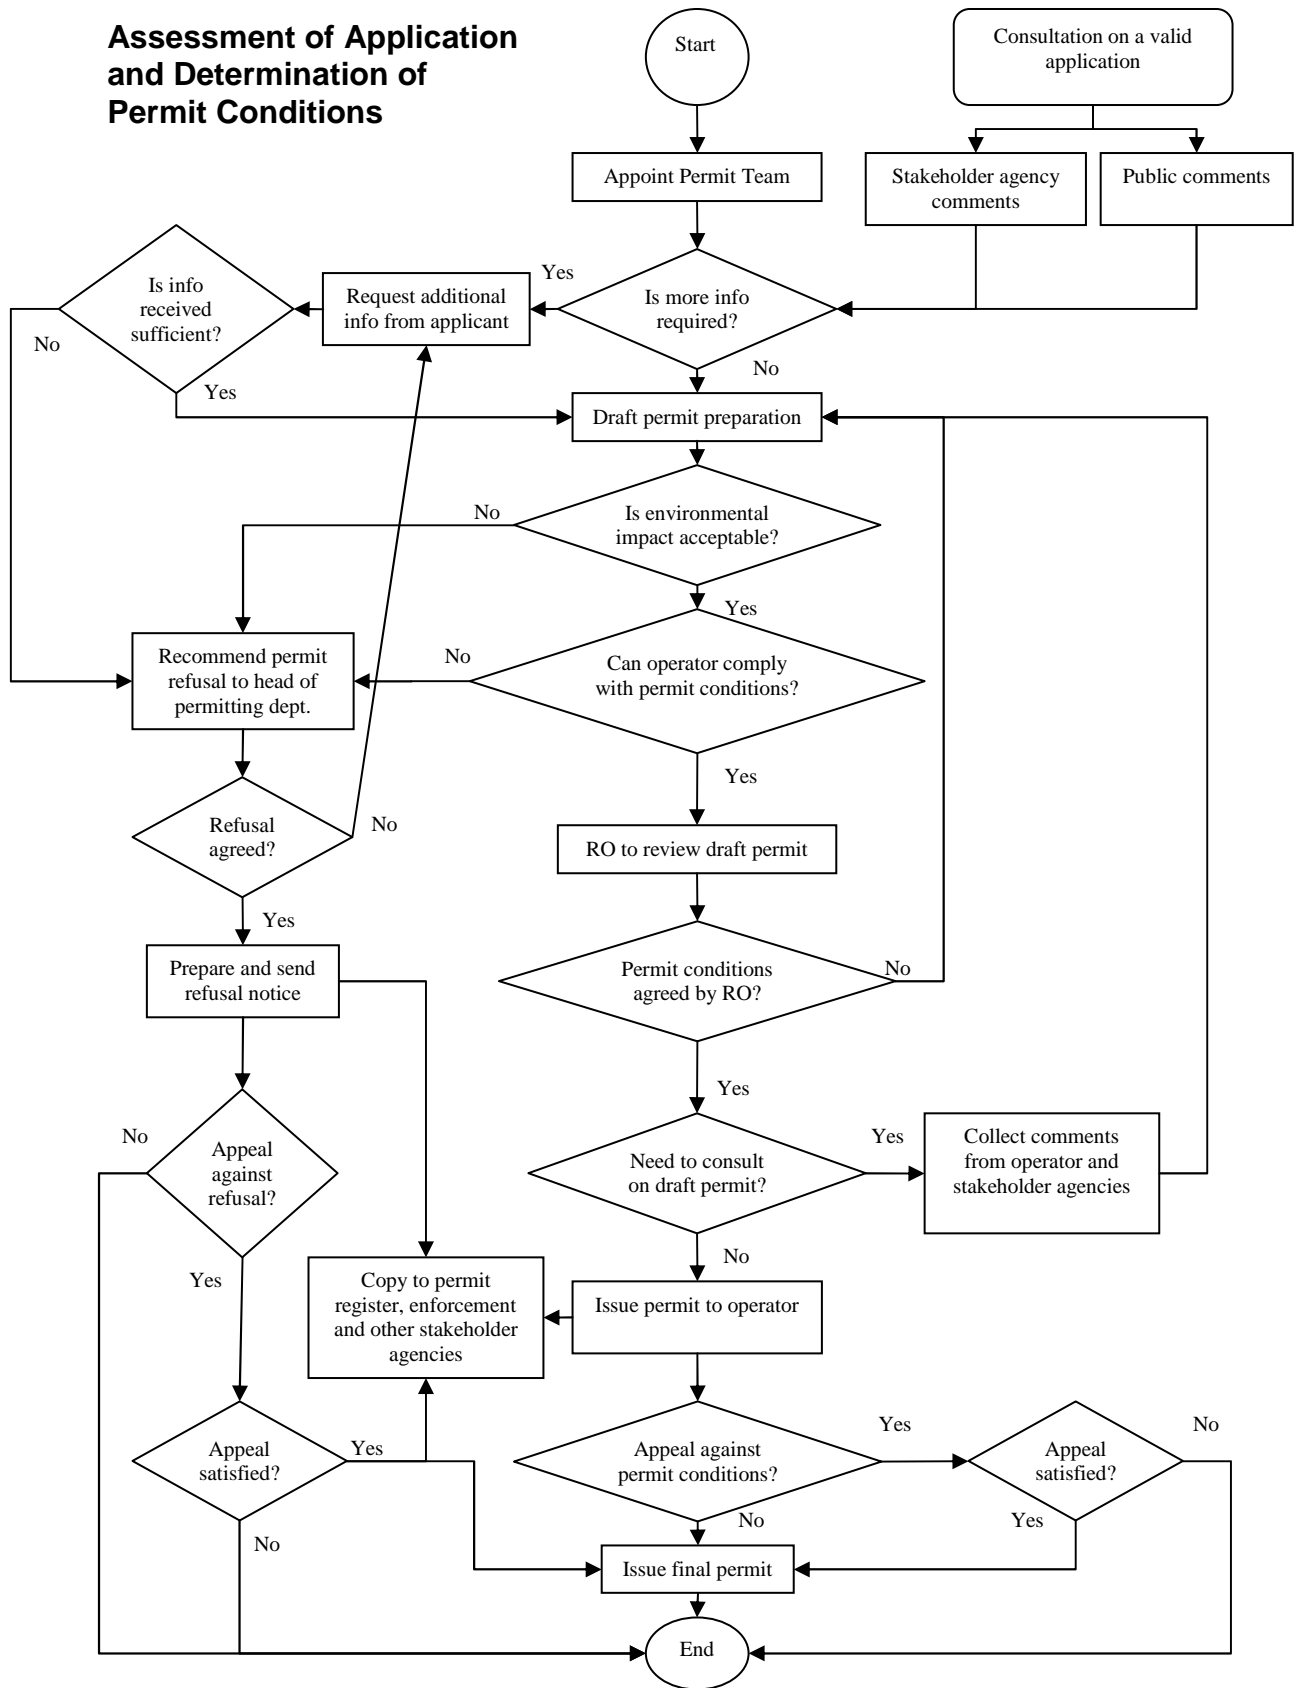 Assessment of Application
and Determination of
Permit Conditions
Start
Consultation on a valid
application
Appoint Permit Team
Stakeholder agency
comments
Public comments
Is info
received
sufficient?
Yes
Request additional
info from applicant
Is more info
required?
No
No
Yes
Draft permit preparation
No
Is environmental
impact acceptable?
Yes
Recommend permit
refusal to head of
permitting dept.
No
Can operator comply
with permit conditions?
Yes
Refusal
agreed?
No
RO to review draft permit
Yes
Prepare and send
refusal notice
Permit conditions
agreed by RO?
No
Yes
No
Appeal
against
refusal?
Need to consult
on draft permit?
Yes
Collect comments
from operator and
stakeholder agencies
Yes
No
Copy to permit
register, enforcement
and other stakeholder
agencies
Issue permit to operator
Appeal
satisfied?
Yes
Appeal against
permit conditions?
Yes
Appeal
satisfied?
No
No
No
Yes
Issue final permit
End